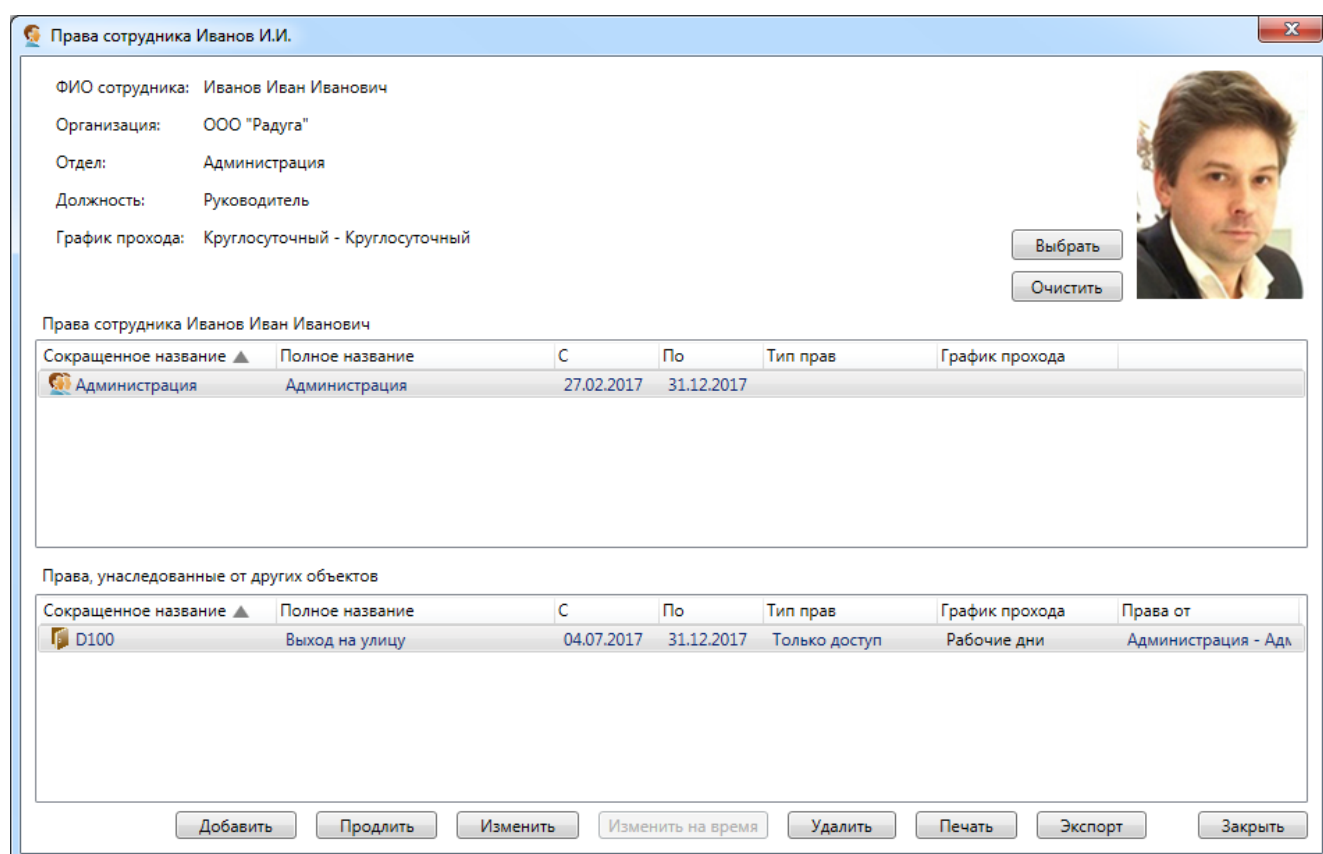 Права сотрудника Иванов И.И.
ФИО сотрудника: Иванов Иван Иванович
Организация: ООО "Радуга"
Отдел: Администрация
Должность: Руководитель
График прохода: Круглосуточный - Круглосуточный
Выбрать
Очистить
Права сотрудника Иванов Иван Иванович
Сокращенное название Полное название С По Тип прав График прохода
Администрация Администрация 27.02.2017 31.12.2017
Права, унаследованные от других объектов
Сокращенное название Полное название С По Тип прав График прохода Права от
D100 Выход на улицу 04.07.2017 31.12.2017 Только доступ Рабочие дни Администрация - Адм
Добавить Продлить Изменить Изменить на время Удалить Печать Экспорт Закрыть